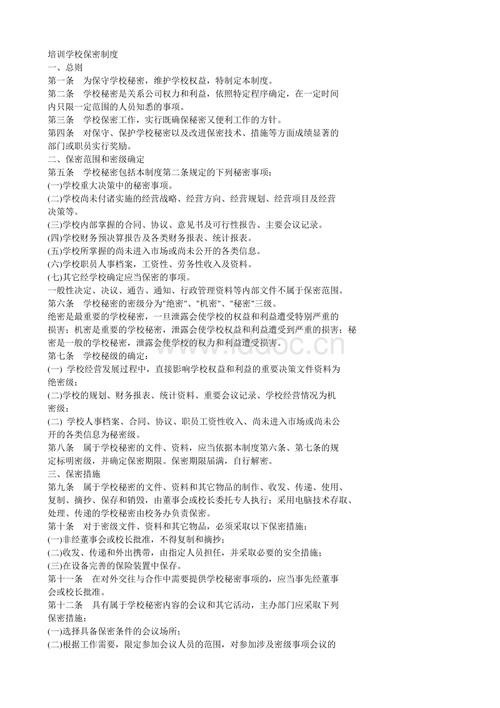 培训学校保密制度
一、总则
第一条　为保守学校秘密，维护学校权益，特制定本制度。
第二条　学校秘密是关系公司权力和利益，依照特定程序确定，在一定时间
内只限一定范围的人员知悉的事项。
第三条　学校保密工作，实行既确保秘密又便利工作的方针。
第四条　对保守、保护学校秘密以及改进保密技术、措施等方面成绩显著的
部门或职员实行奖励。
二、保密范围和密级确定
第五条　学校秘密包括本制度第二条规定的下列秘密事项：
(一)学校重大决策中的秘密事项。
(二)学校尚未付诸实施的经营战略、经营方向、经营规划、经营项目及经营
决策等。
(三)学校内部掌握的合同、协议、意见书及可行性报告、主要会议记录。
(四)学校财务预决算报告及各类财务报表、统计报表。
(五)学校所掌握的尚未进入市场或尚未公开的各类信息。
(六)学校职员人事档案，工资性、劳务性收入及资料。
(七)其它经学校确定应当保密的事项。
一般性决定、决议、通告、通知、行政管理资料等内部文件不属于保密范围。
第六条　学校秘密的密级分为"绝密"、"机密"、"秘密"三级。
绝密是最重要的学校秘密，一旦泄露会使学校的权益和利益遭受特别严重的
损害；机密是重要的学校秘密，泄露会使学校权益和利益遭受到严重的损害；秘
密是一般的学校秘密，泄露会使学校的权力和利益遭受损害。
第七条　学校秘级的确定：
(一) 学校经营发展过程中，直接影响学校权益和利益的重要决策文件资料为
绝密级；
(二)学校的规划、财务报表、统计资料、重要会议记录、学校经营情况为机
密级；
(二) 学校人事档案、合同、协议、职员工资性收入、尚未进入市场或尚未公
开的各类信息为秘密级。
第八条　属于学校秘密的文件、资料，应当依据本制度第六条、第七条的规
定标明密级，并确定保密期限。保密期限届满，自行解密。
三、保密措施
第九条　属于学校秘密的文件、资料和其它物品的制作、收发、传递、使用、
复制、摘抄、保存和销毁，由董事会或校长委托专人执行；采用电脑技术存取、
处理、传递的学校秘密由校务办负责保密。
第十条　对于密级文件、资料和其它物品，必须采取以下保密措施：
(一)非经董事会或校长批准，不得复制和摘抄；
(二)收发、传递和外出携带，由指定人员担任，并采取必要的安全措施；
(三)在设备完善的保险装置中保存。
第十一条　在对外交往与合作中需要提供学校秘密事项的，应当事先经董事
会或校长批准。
第十二条　具有属于学校秘密内容的会议和其它活动，主办部门应采取下列
保密措施：
(一)选择具备保密条件的会议场所；
(二)根据工作需要，限定参加会议人员的范围，对参加涉及密级事项会议的